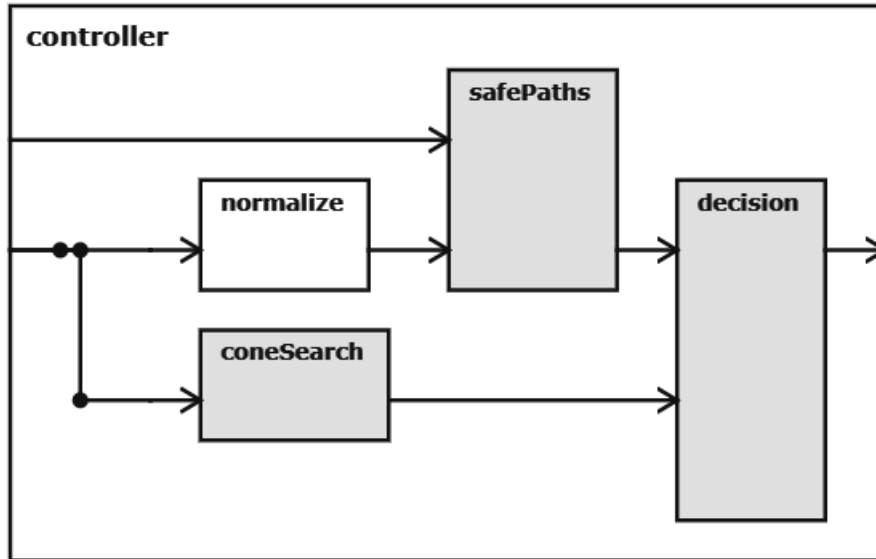 controller
safePaths
normalize
decision
coneSearch